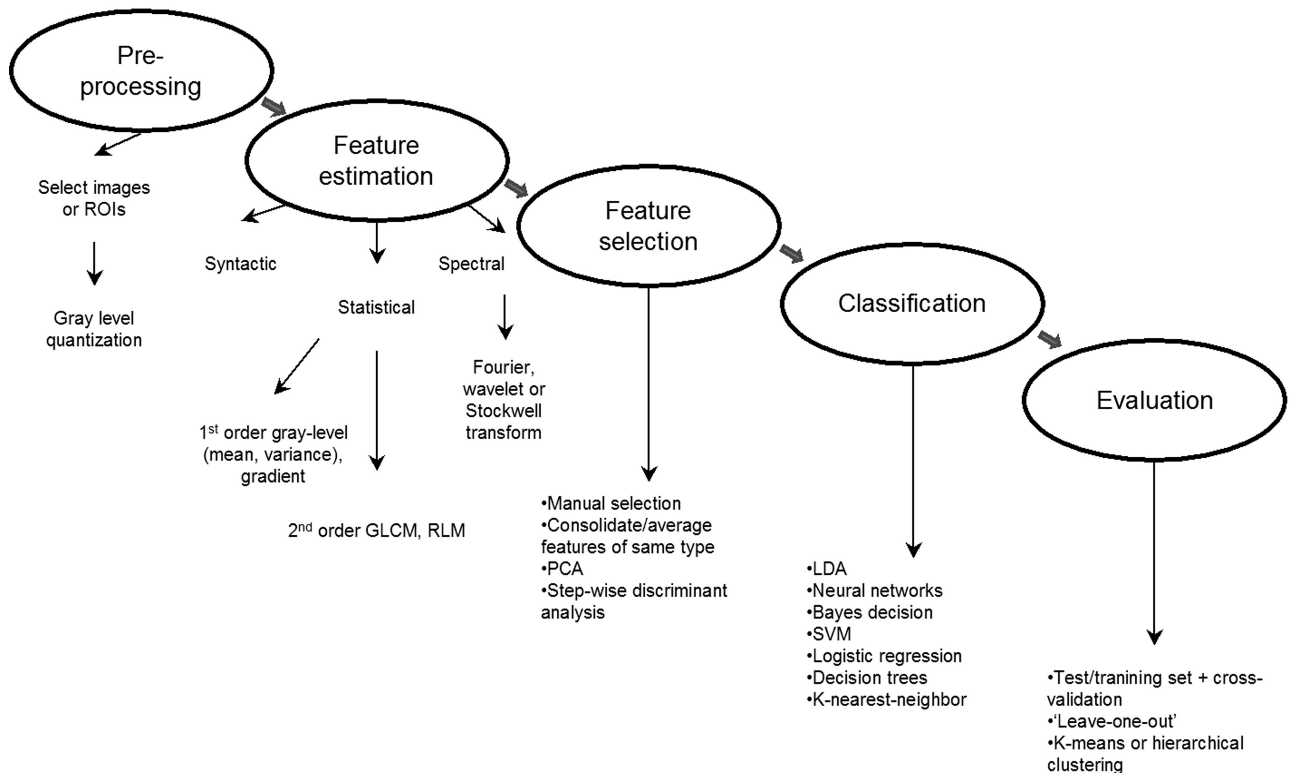 Pre-
processing
Feature
estimation
Feature
selection
Classification
Evaluation
Select images
or ROIs
Gray level
quantization
Syntactic
Statistical
Spectral
1st order gray-level
(mean, variance),
gradient
2nd order GLCM, RLM
Fourier,
wavelet or
Stockwell
transform
•Manual selection
•Consolidate/average
features of same type
•PCA
•Step-wise discriminant
analysis
•LDA
•Neural networks
•Bayes decision
•SVM
•Logistic regression
•Decision trees
•K-nearest-neighbor
•Test/tranining set + cross-
validation
•‘Leave-one-out’
•K-means or hierarchical
clustering